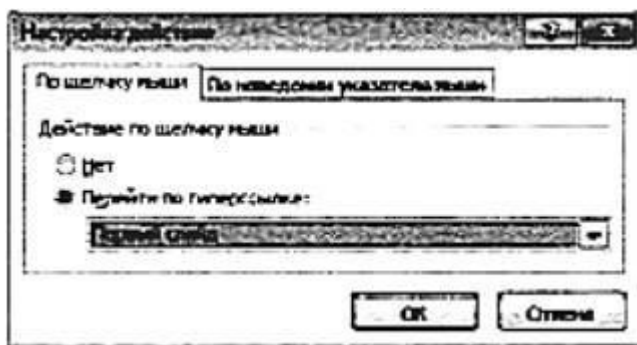 Настройка действия
По щелчку мыши По наведении указателя мыши
Действие по щелчку мыши
Нет
Перейти по гиперссылке:
Первый слайд
ОК Отмена